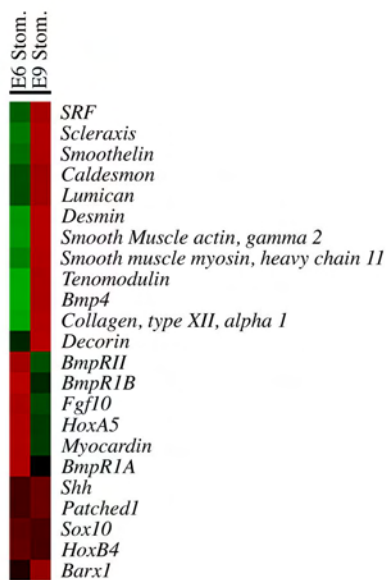 E6 Stom.
E9 Stom.
SRF
Scleraxis
Smoothelin
Caldesmon
Lumican
Desmin
Smooth Muscle actin, gamma 2
Smooth muscle myosin, heavy chain 11
Tenomodulin
Bmp4
Collagen, type XII, alpha 1
Decorin
BmpRII
BmpR1B
Fgf10
HoxA5
Myocardin
BmpR1A
Shh
Patched1
Sox10
HoxB4
Barx1